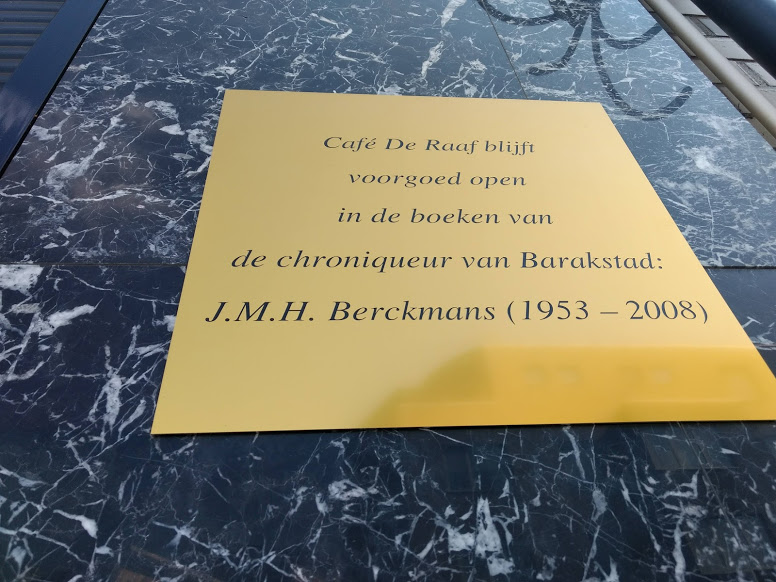 Café De Raaf blijft
voorgoed open
in de boeken van
de chroniqueur van Barakstad:
J.M.H. Berckmans (1953 – 2008)